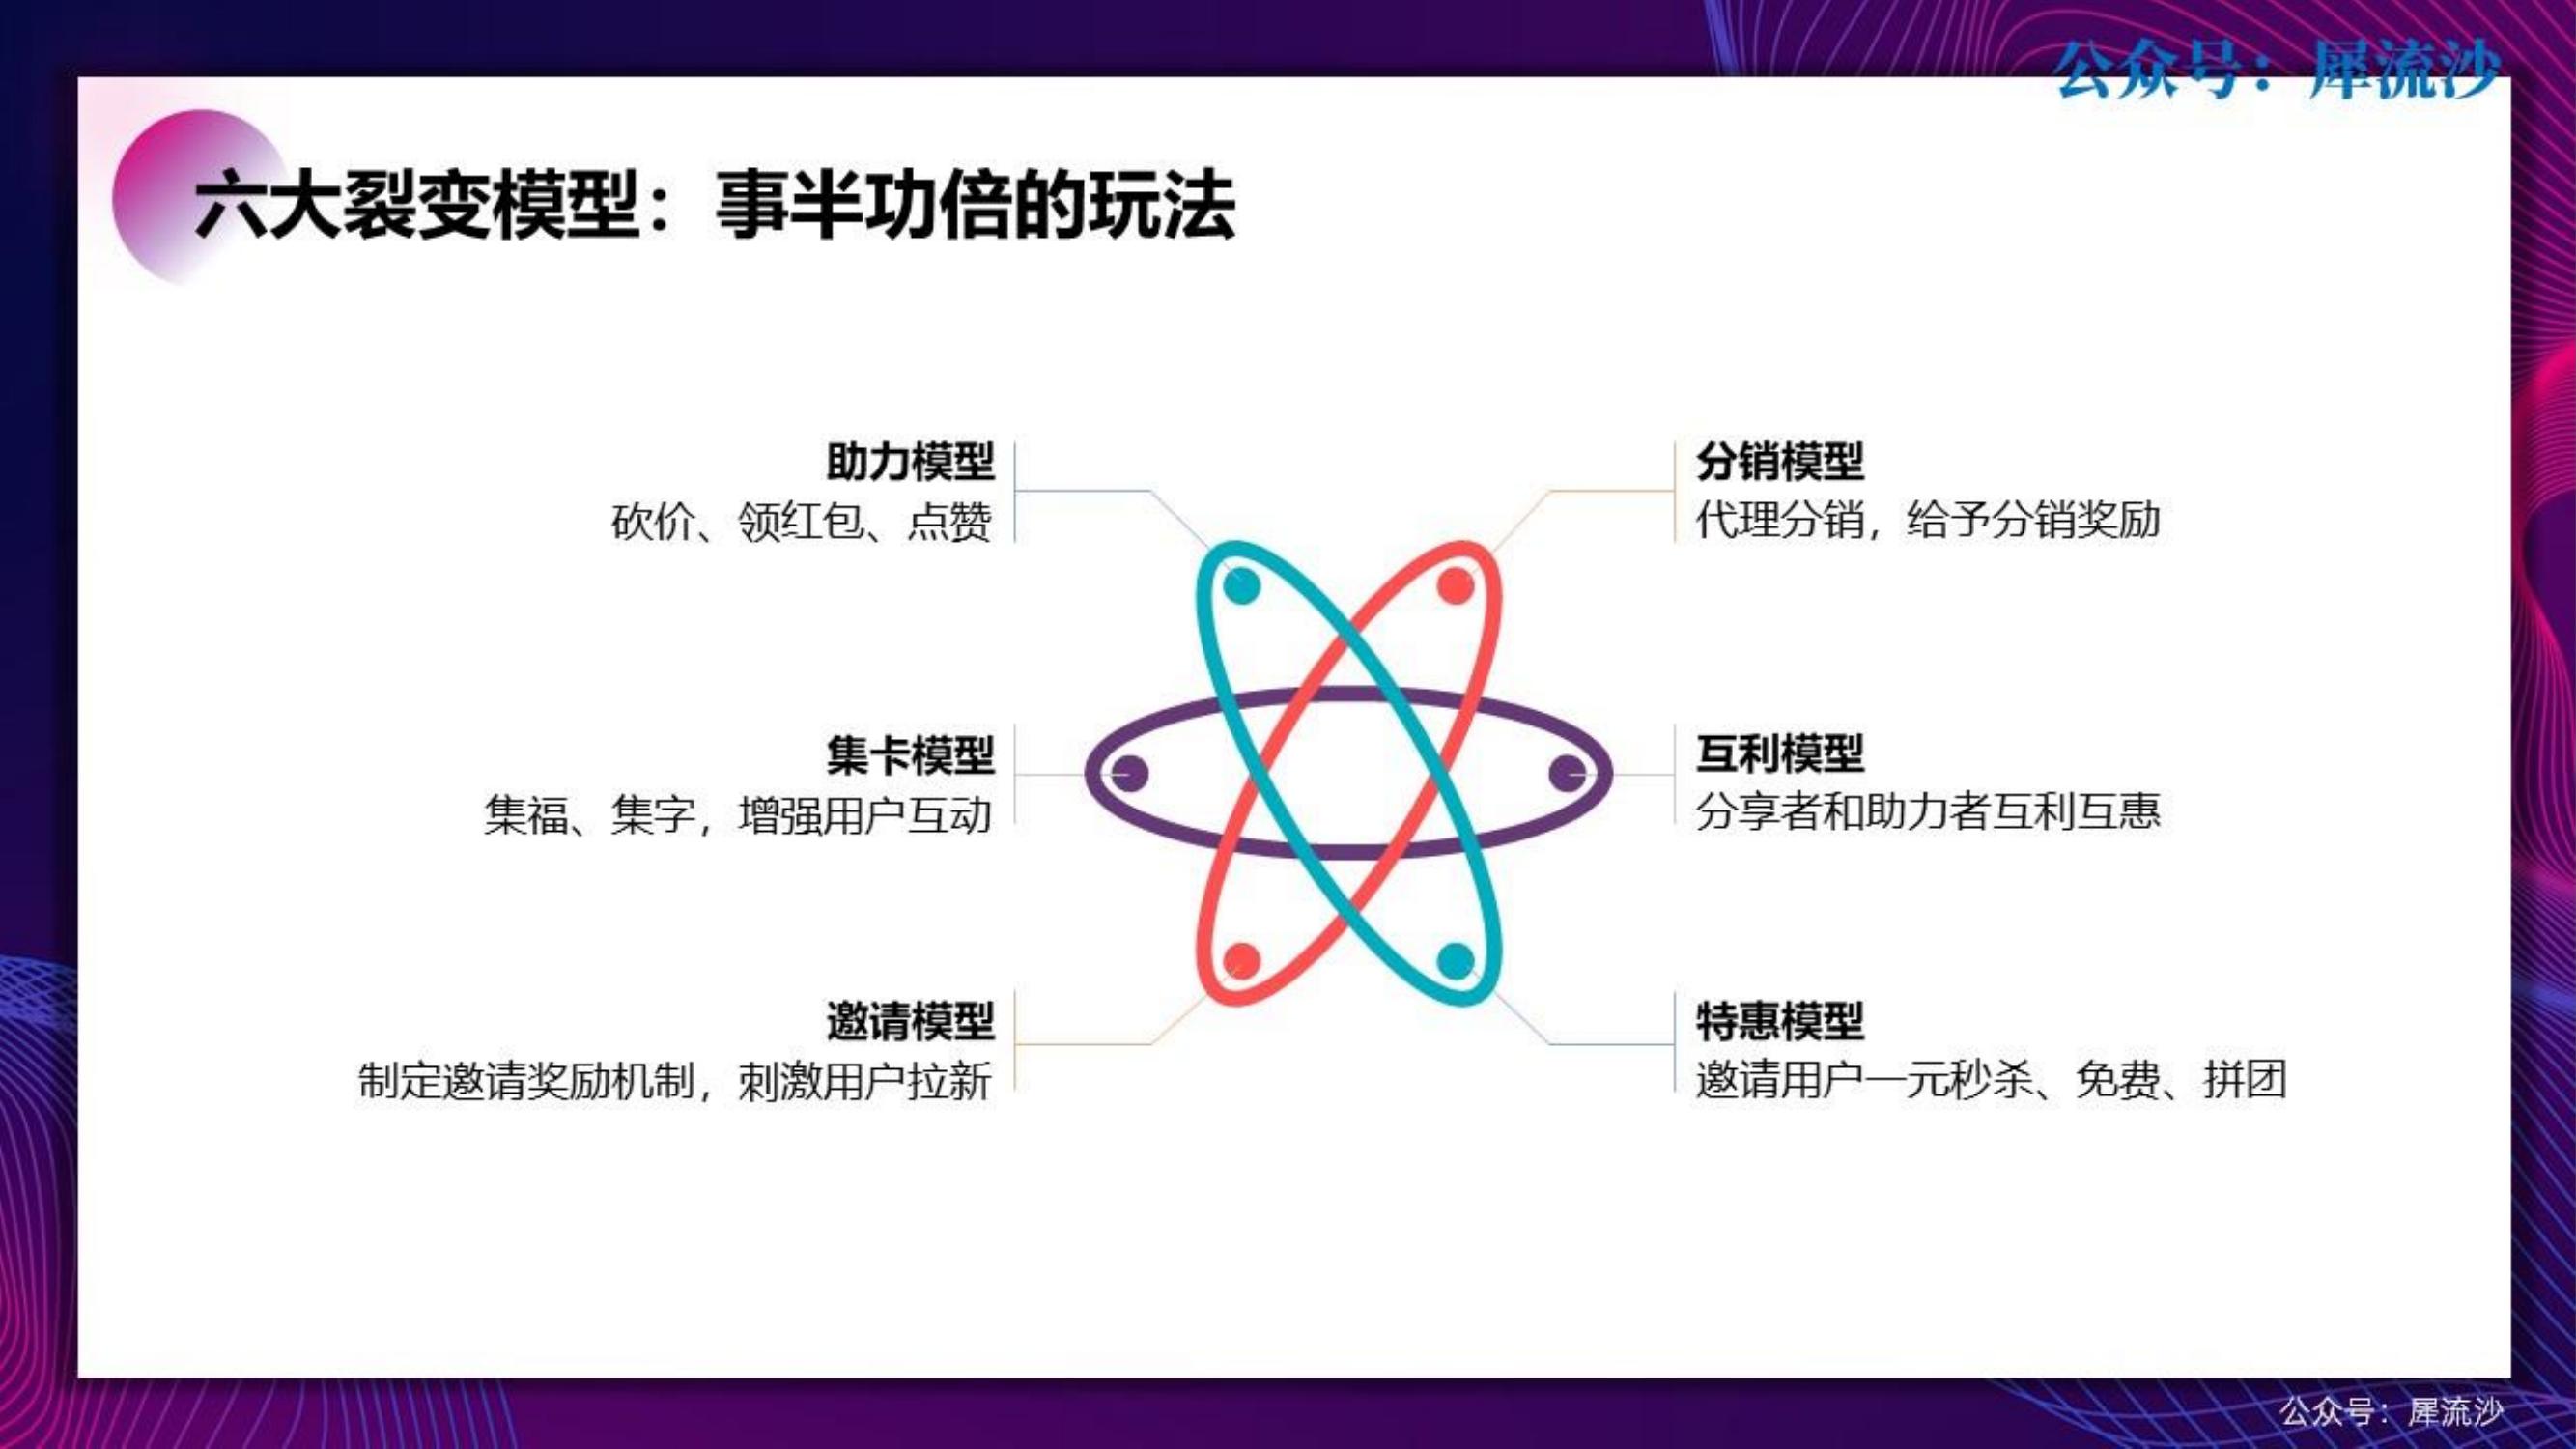 公众号：犀流沙
六大裂变模型：事半功倍的玩法
助力模型
砍价、领红包、点赞
集卡模型
集福、集字，增强用户互动
邀请模型
制定邀请奖励机制，刺激用户拉新
分销模型
代理分销，给予分销奖励
互利模型
分享者和助力者互利互惠
特惠模型
邀请用户一元秒杀、免费、拼团
公众号：犀流沙